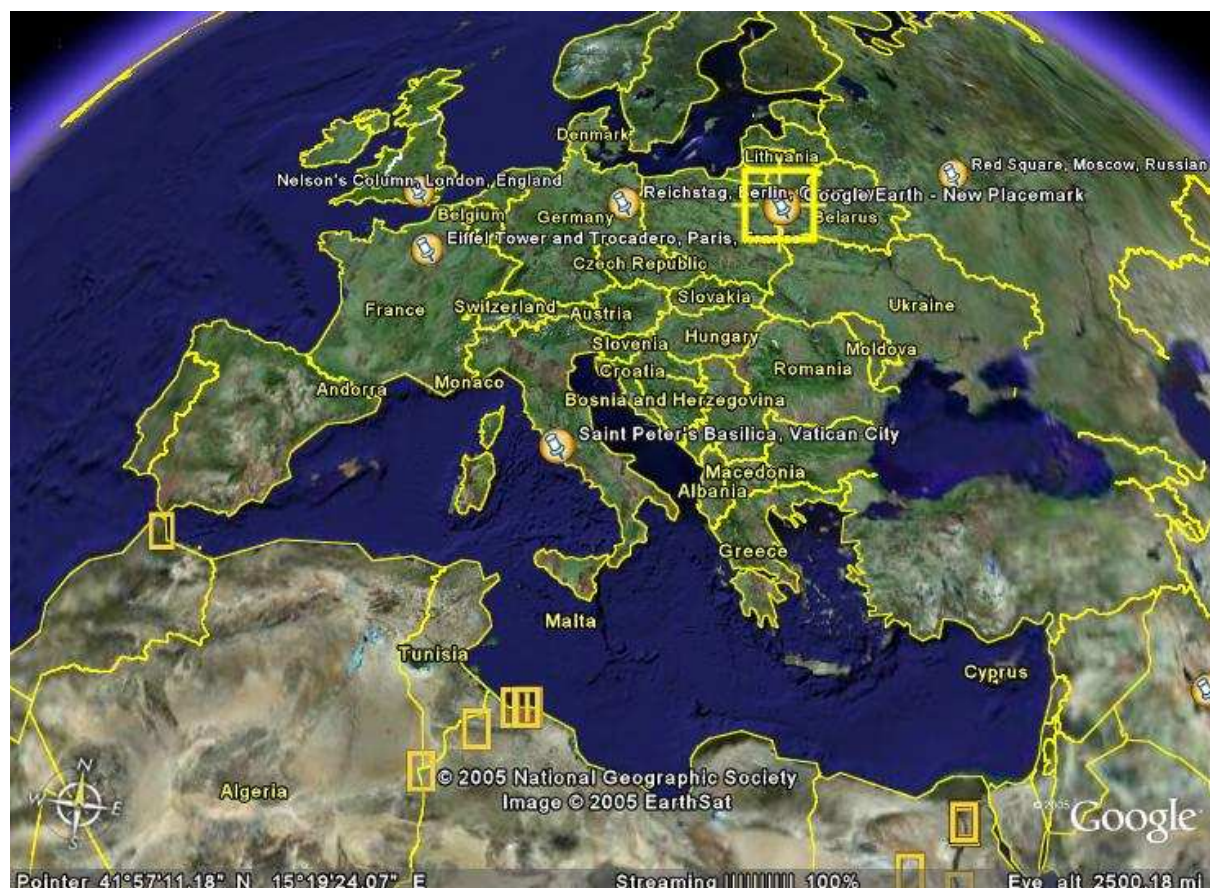 Denmark
Lithuania
Red Square, Moscow, Russian
Nelson's Column, London, England
Reichstag, Berlin,
Google Earth - New Placemark
Belgium
Germany
Belarus
Eiffel Tower and Trocadero, Paris,
Czech Republic
France
Switzerland
Austria
Slovakia
Ukraine
Slovenia
Hungary
Moldova
Andorra
Monaco
Croatia
Romania
Bosnia and Herzegovina
Saint Peter's Basilica, Vatican City
Macedonia
Albania
Greece
Malta
Tunisia
Cyprus
N
W
E
S
Algeria
© 2005 National Geographic Society
Image © 2005 EarthSat
© 2005 Google
Pointer 41°57'11.18" N 15°19'24.07" E Streaming |||||||||| 100% Eye alt 2500.18 mi